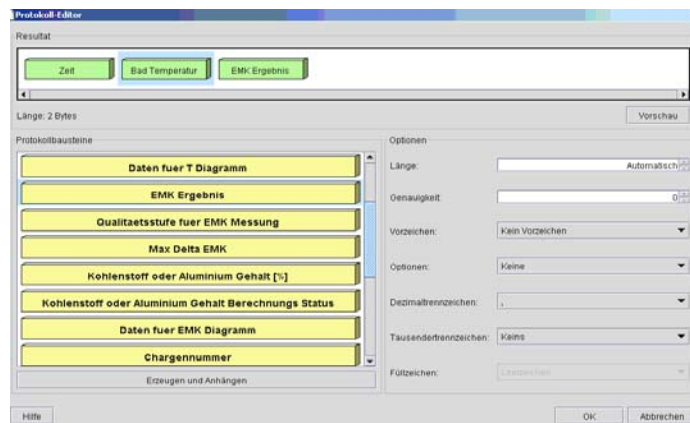 Protokoll-Editor
Resultat
Zeit
Bad Temperatur
EMK Ergebnis
Länge: 2 Bytes
Vorschau
Protokollbausteine
Daten fuer T Diagramm
EMK Ergebnis
Qualitaetsstufe fuer EMK Messung
Max Delta EMK
Kohlenstoff oder Aluminium Gehalt [%]
Kohlenstoff oder Aluminium Gehalt Berechnungs Status
Daten fuer EMK Diagramm
Chargennummer
Erzeugen und Anhängen
Optionen
Länge: Automatisch
Genauigkeit: 0
Vorzeichen: Kein Vorzeichen
Optionen: Keine
Dezimaltrennzeichen: ,
Tausendertrennzeichen: Keins
Füllzeichen: Leerzeichen
Hilfe
OK
Abbrechen